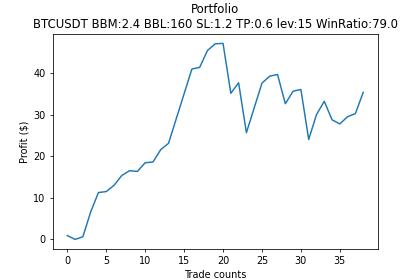 Portfolio
BTCUSDT BBM:2.4 BBL:160 SL:1.2 TP:0.6 lev:15 WinRatio:79.0
Profit ($)
40
30
20
10
0
0 5 10 15 20 25 30 35
Trade counts